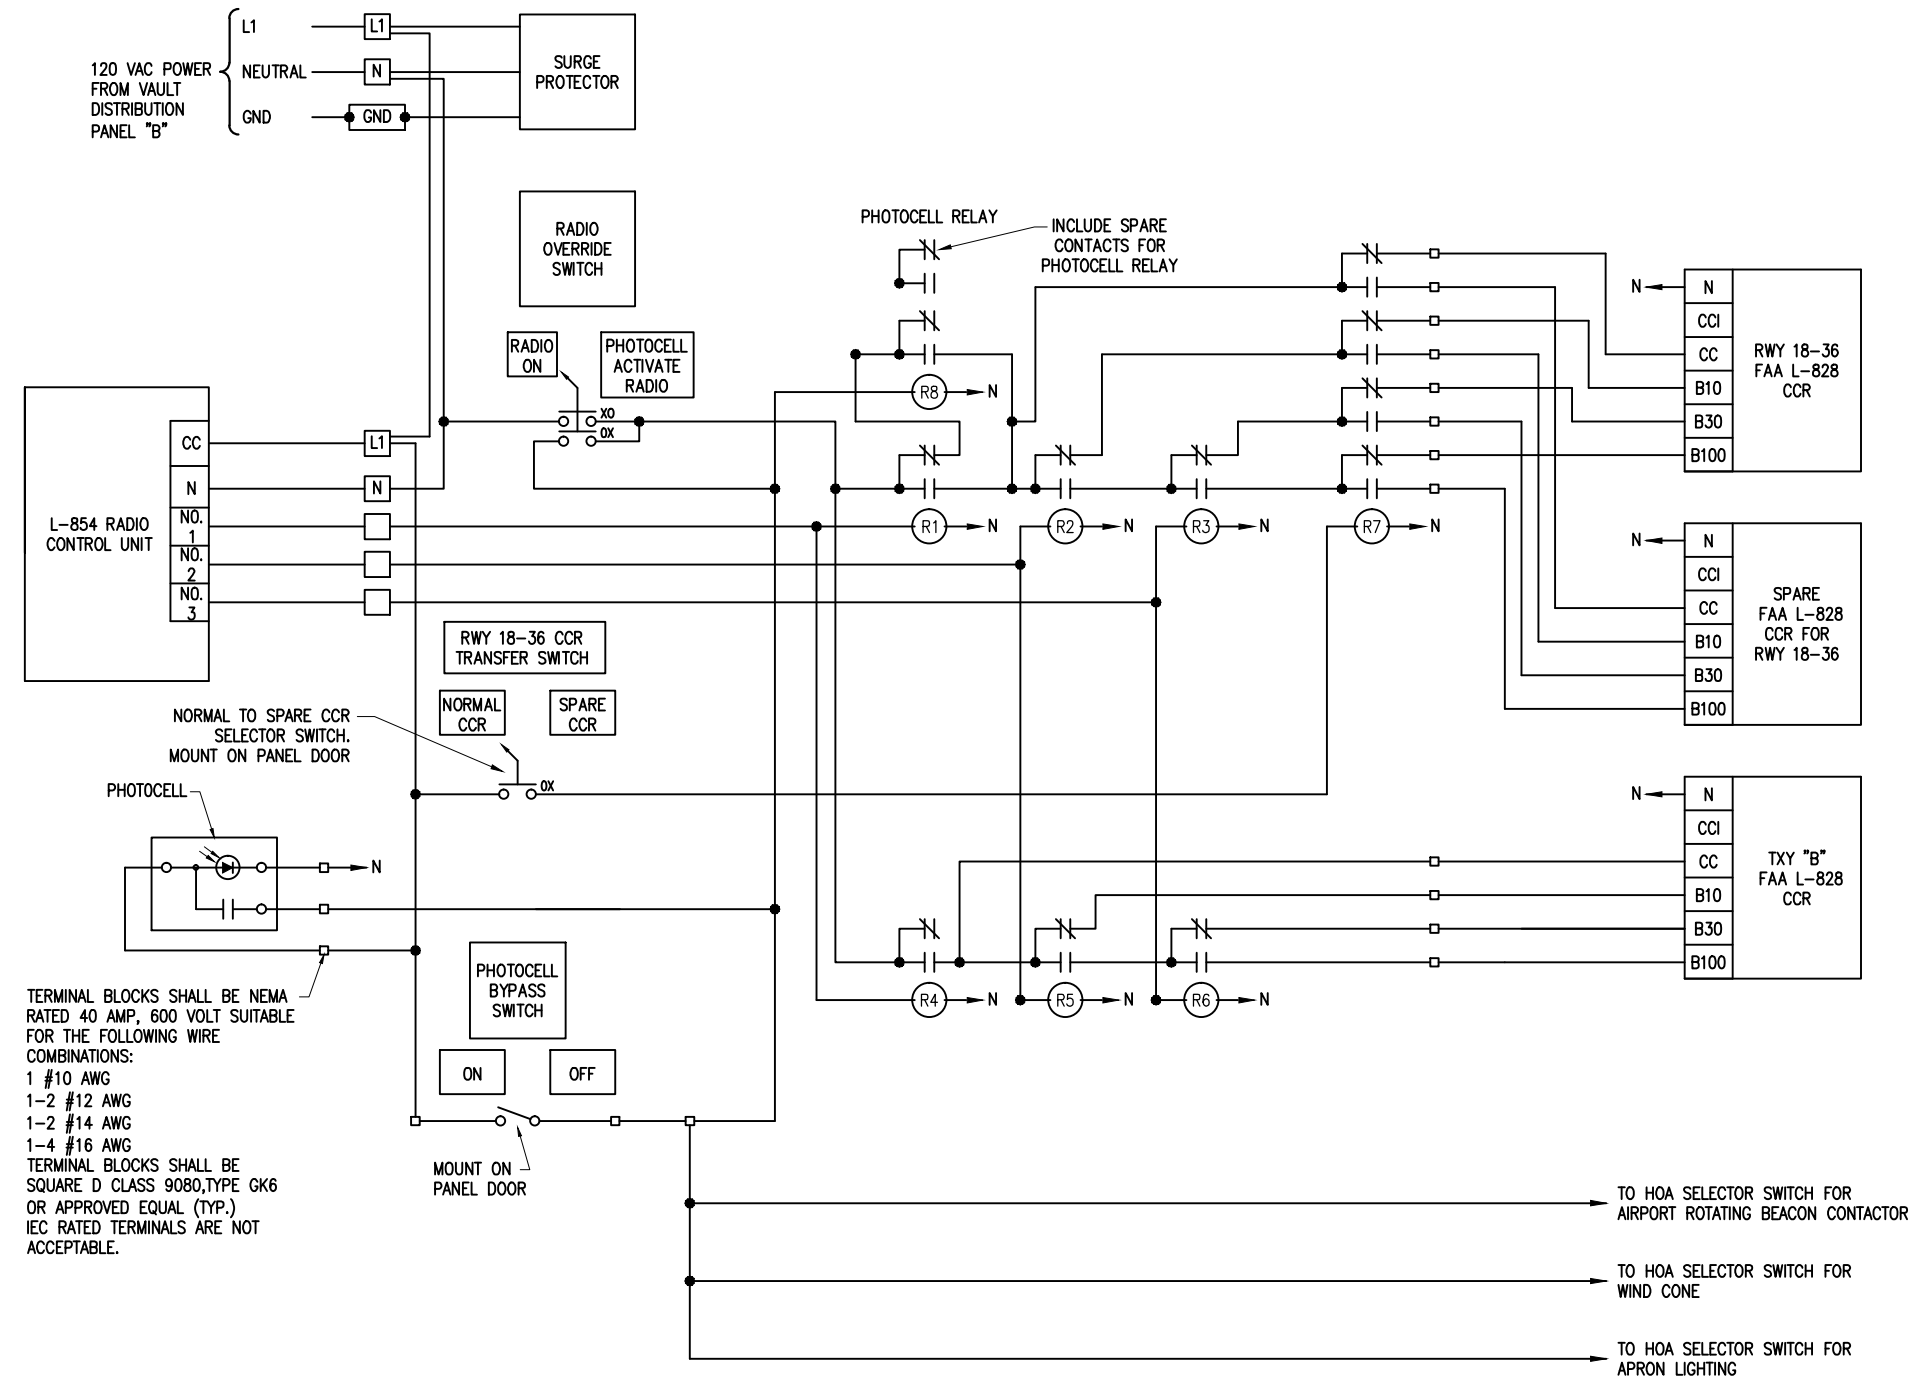 L1
L1
120 VAC POWER
FROM VAULT
DISTRIBUTION
PANEL "B"
NEUTRAL
N
GND
GND
SURGE
PROTECTOR
RADIO
OVERRIDE
SWITCH
RADIO
ON
PHOTOCELL
ACTIVATE
RADIO
XO
OX
PHOTOCELL RELAY
INCLUDE SPARE
CONTACTS FOR
PHOTOCELL RELAY
R8
N
L-854 RADIO
CONTROL UNIT
CC
N
NO.
1
NO.
2
NO.
3
L1
N
R1
N
R2
N
R3
N
R7
N
N
N
CCI
CC
B10
B30
B100
RWY 18-36
FAA L-828
CCR
N
N
CCI
CC
B10
B30
B100
SPARE
FAA L-828
CCR FOR
RWY 18-36
RWY 18-36 CCR
TRANSFER SWITCH
NORMAL
CCR
SPARE
CCR
NORMAL TO SPARE CCR
SELECTOR SWITCH.
MOUNT ON PANEL DOOR
OX
PHOTOCELL
N
N
N
CCI
CC
B10
B30
B100
TXY "B"
FAA L-828
CCR
R4
N
R5
N
R6
N
PHOTOCELL
BYPASS
SWITCH
ON
OFF
MOUNT ON
PANEL DOOR
TERMINAL BLOCKS SHALL BE NEMA
RATED 40 AMP, 600 VOLT SUITABLE
FOR THE FOLLOWING WIRE
COMBINATIONS:
1 #10 AWG
1-2 #12 AWG
1-2 #14 AWG
1-4 #16 AWG
TERMINAL BLOCKS SHALL BE
SQUARE D CLASS 9080,TYPE GK6
OR APPROVED EQUAL (TYP.)
IEC RATED TERMINALS ARE NOT
ACCEPTABLE.
TO HOA SELECTOR SWITCH FOR
AIRPORT ROTATING BEACON CONTACTOR
TO HOA SELECTOR SWITCH FOR
WIND CONE
TO HOA SELECTOR SWITCH FOR
APRON LIGHTING